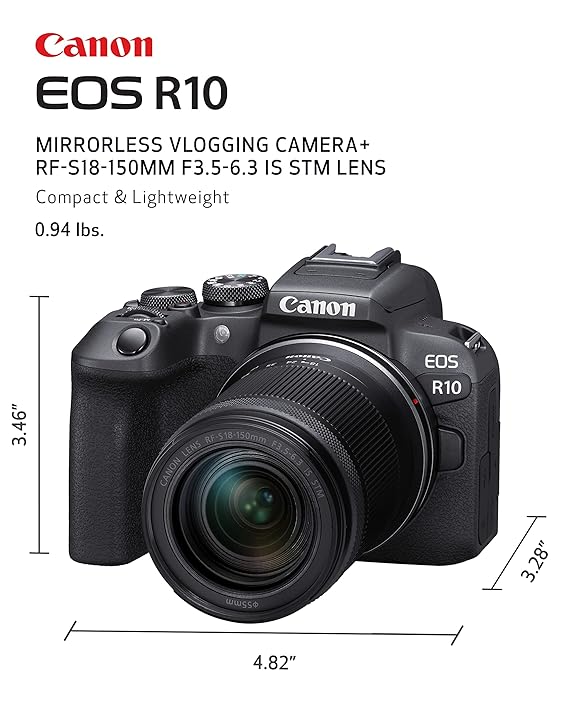 Canon
EOS R10
MIRRORLESS VLOGGING CAMERA+
RF-S18-150MM F3.5-6.3 IS STM LENS
Compact & Lightweight
0.94 lbs.
Canon
EOS
R10
Canon
CANON LENS RF-S18-150mm F3.5-6.3 IS STM
φ55mm
3.46"
3.28"
4.82"